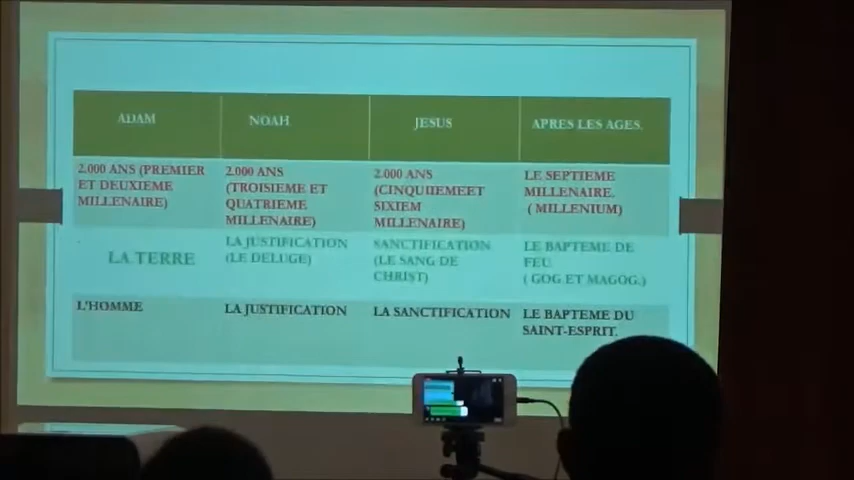 ADAM
NOAH
JESUS
APRES LES AGES.
2.000 ANS (PREMIER
ET DEUXIEME
MILLENAIRE)
2.000 ANS
(TROISIEME ET
QUATRIEME
MILLENAIRE)
2.000 ANS
(CINQUIEMEET
SIXIEM
MILLENAIRE)
LE SEPTIEME
MILLENAIRE.
( MILLENIUM)
LA TERRE
LA JUSTIFICATION
(LE DELUGE)
SANCTIFICATION
(LE SANG DE
CHRIST)
LE BAPTEME DE
FEU
( GOG ET MAGOG.)
L'HOMME
LA JUSTIFICATION
LA SANCTIFICATION
LE BAPTEME DU
SAINT-ESPRIT.